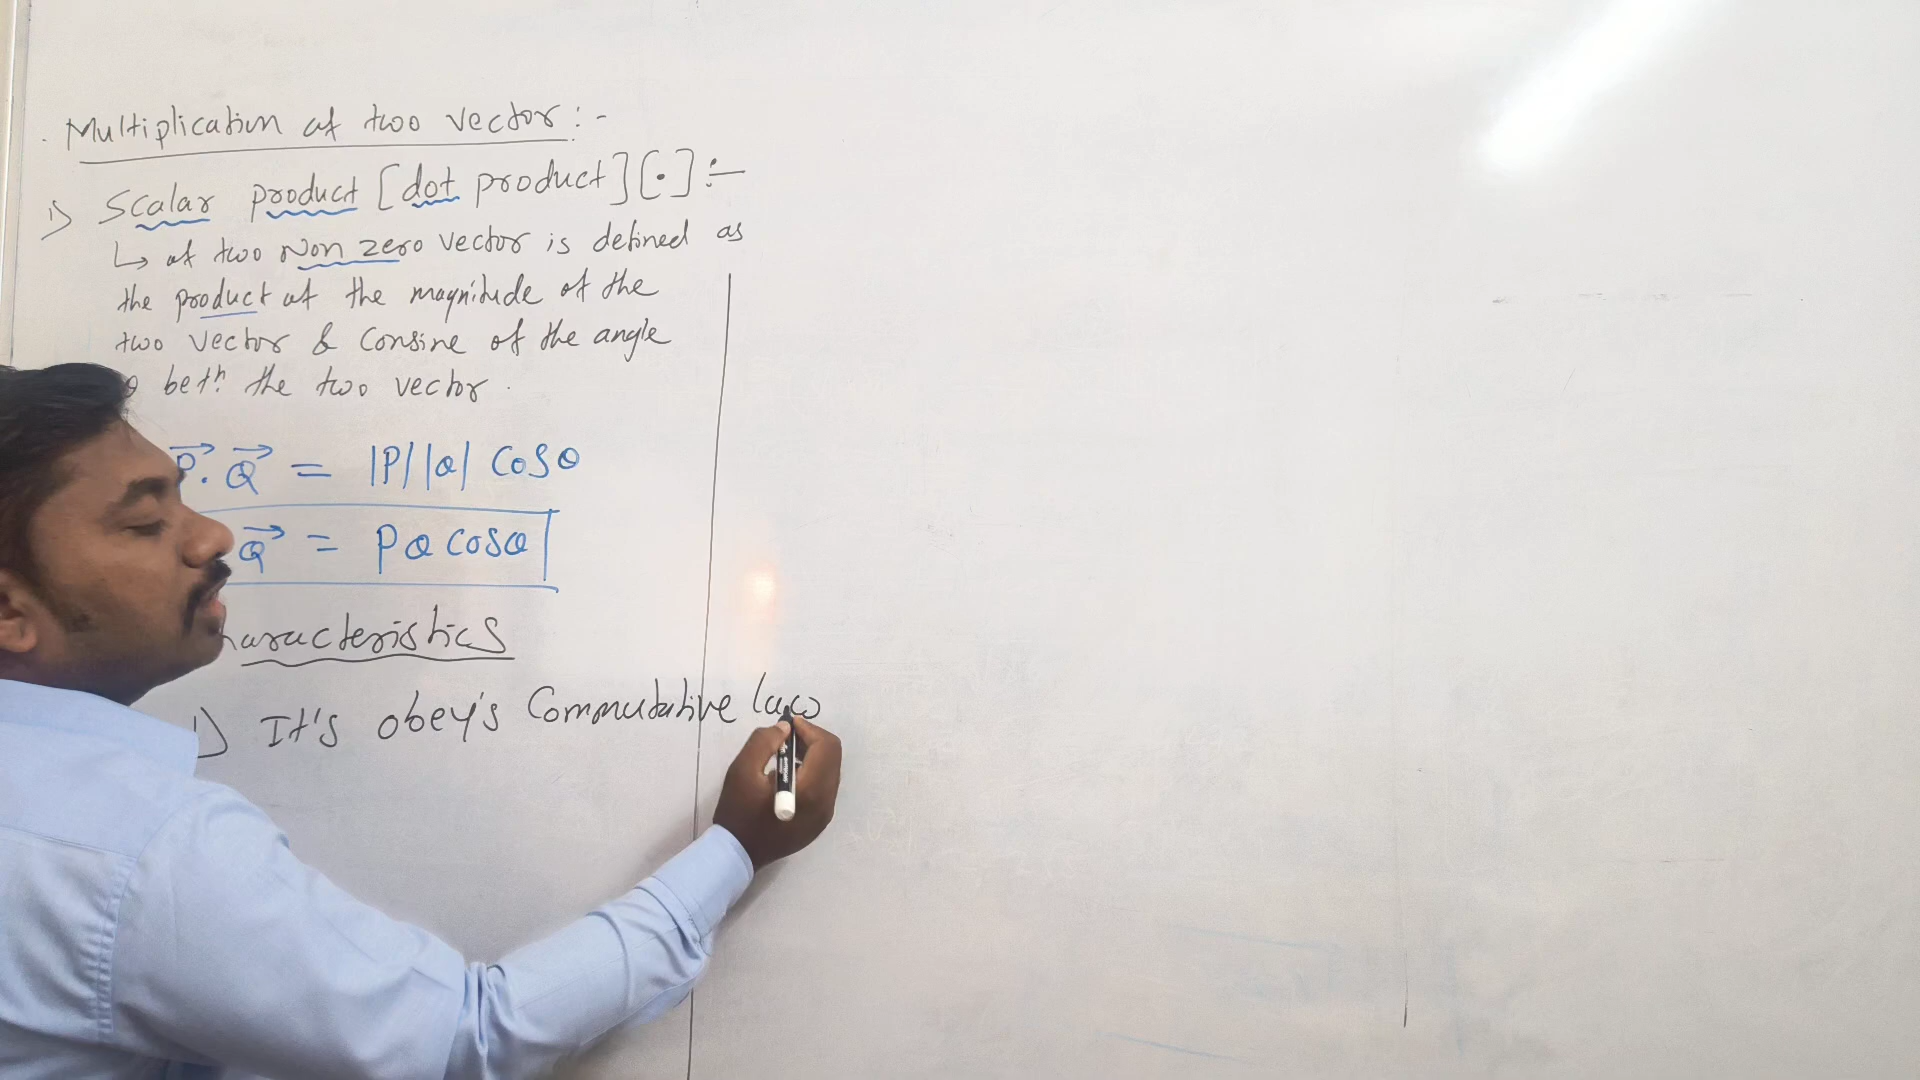 Multiplication of two vector :-
1) Scalar product [dot product] [.] :-
↳ of two Non zero vector is defined as
the product of the magnitude of the
two vector & Consine of the angle
θ betn the two vector.
P⃗. Q⃗ = |P||Q| Cosθ
Q⃗ = PQ Cosθ
haracteristics
1) It's obey's Commutative law